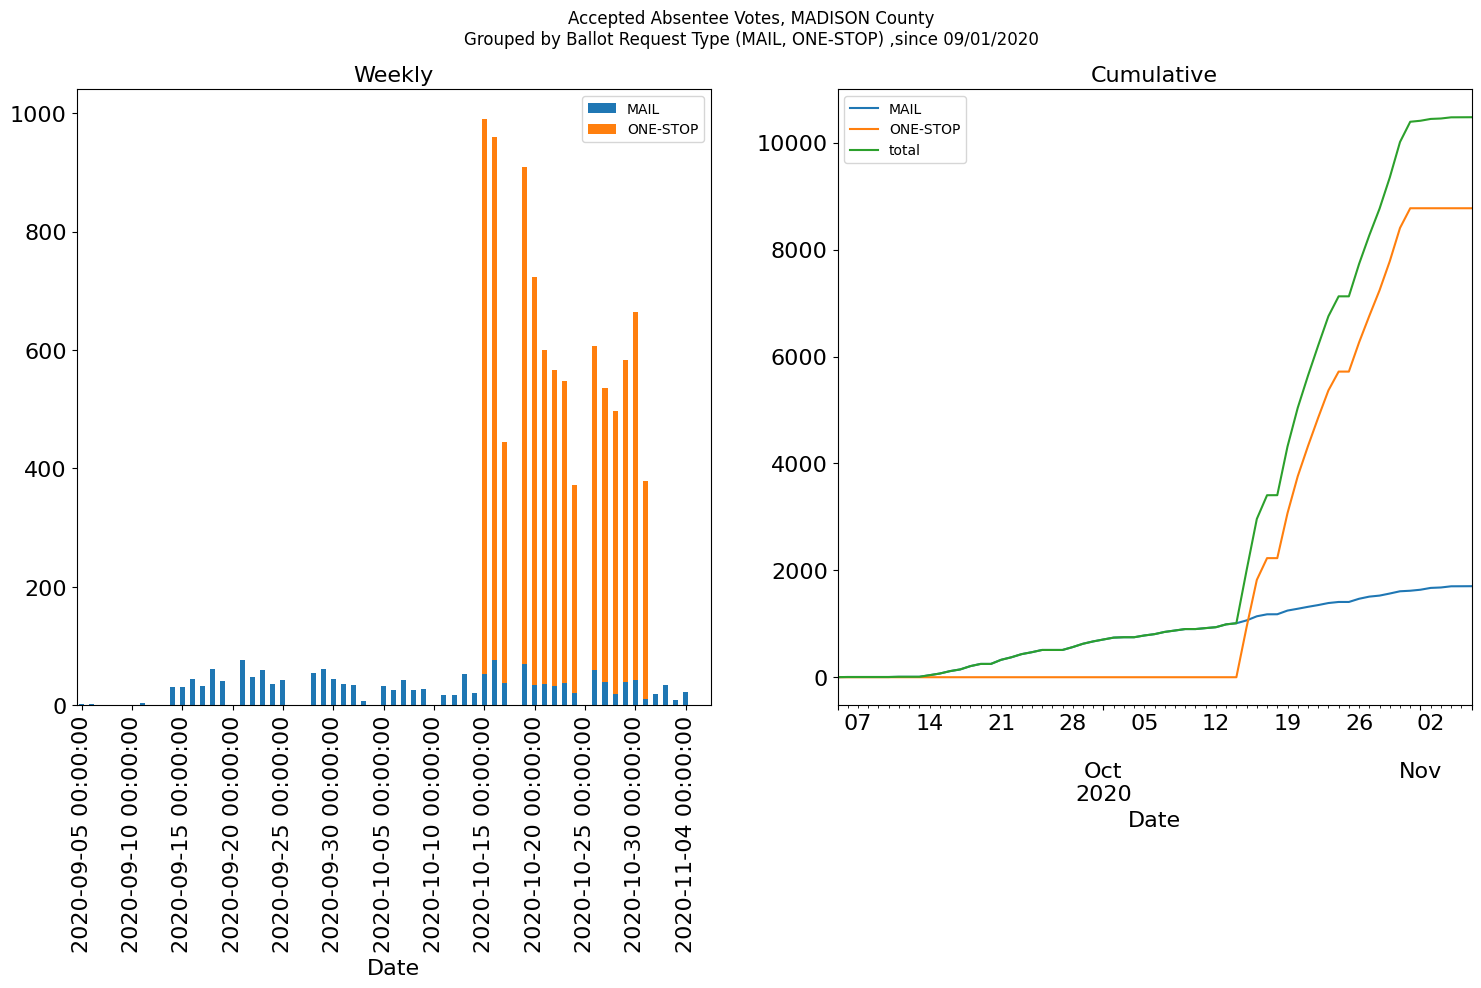 Accepted Absentee Votes, MADISON County
Grouped by Ballot Request Type (MAIL, ONE-STOP) ,since 09/01/2020
Weekly
1000
800
600
400
200
0
MAIL
ONE-STOP
2020-09-05 00:00:00
2020-09-10 00:00:00
2020-09-15 00:00:00
2020-09-20 00:00:00
2020-09-25 00:00:00
2020-09-30 00:00:00
2020-10-05 00:00:00
2020-10-10 00:00:00
2020-10-15 00:00:00
2020-10-20 00:00:00
2020-10-25 00:00:00
2020-10-30 00:00:00
2020-11-04 00:00:00
Date
Cumulative
MAIL
ONE-STOP
total
10000
8000
6000
4000
2000
0
07 14 21 28 05 12 19 26 02
Oct Nov
2020
Date